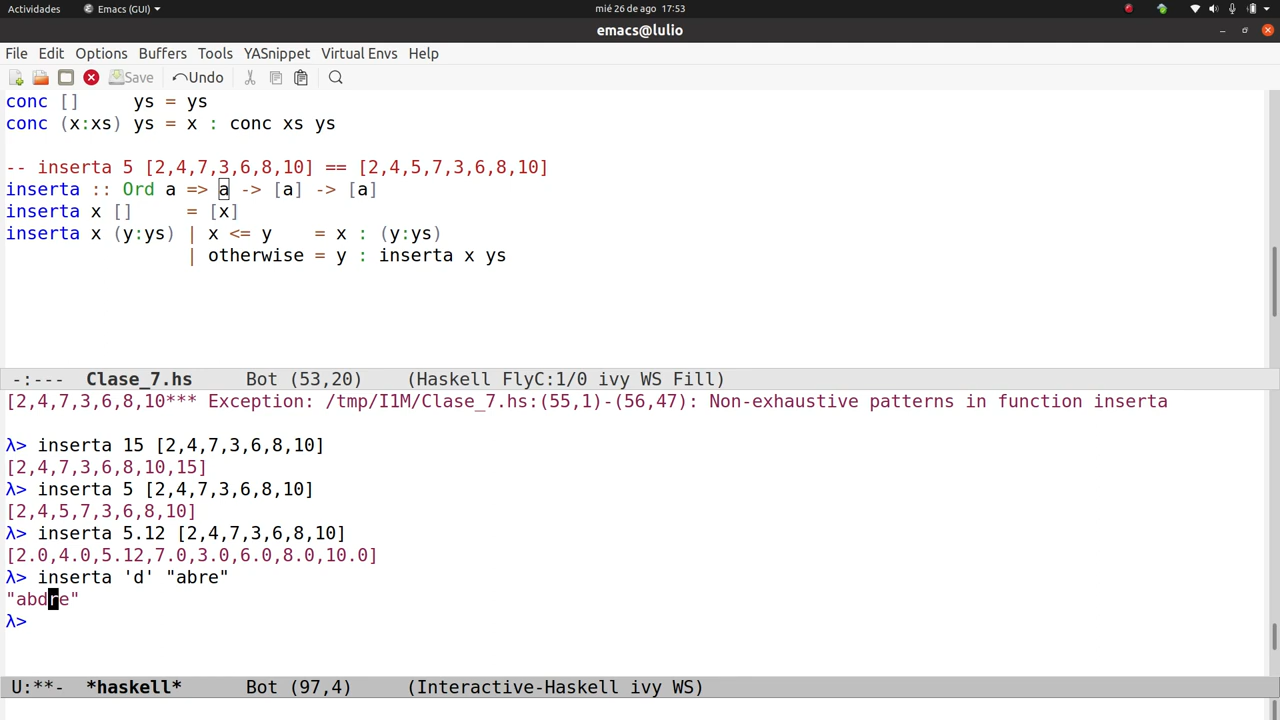 Actividades Emacs (GUI) mié 26 de ago 17:53
emacs@lulio
File Edit Options Buffers Tools YASnippet Virtual Envs Help
Save Undo
conc []     ys = ys
conc (x:xs) ys = x : conc xs ys
-- inserta 5 [2,4,7,3,6,8,10] == [2,4,5,7,3,6,8,10]
inserta :: Ord a => a -> [a] -> [a]
inserta x []     = [x]
inserta x (y:ys) | x <= y    = x : (y:ys)
                 | otherwise = y : inserta x ys
-:--- Clase_7.hs Bot (53,20) (Haskell FlyC:1/0 ivy WS Fill)
[2,4,7,3,6,8,10*** Exception: /tmp/I1M/Clase_7.hs:(55,1)-(56,47): Non-exhaustive patterns in function inserta
λ> inserta 15 [2,4,7,3,6,8,10]
[2,4,7,3,6,8,10,15]
λ> inserta 5 [2,4,7,3,6,8,10]
[2,4,5,7,3,6,8,10]
λ> inserta 5.12 [2,4,7,3,6,8,10]
[2.0,4.0,5.12,7.0,3.0,6.0,8.0,10.0]
λ> inserta 'd' "abre"
"abdre"
λ>
U:**- *haskell* Bot (97,4) (Interactive-Haskell ivy WS)